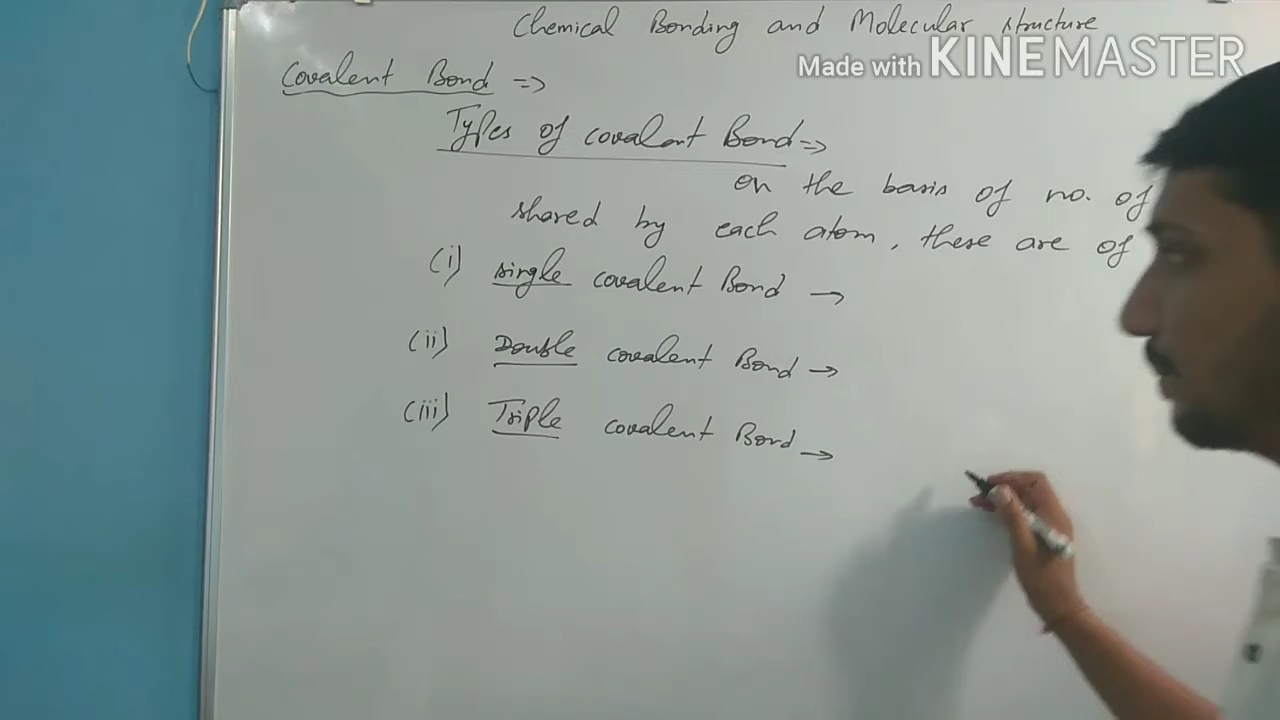 Chemical Bonding and Molecular structure
Made with KINEMASTER
Covalent Bond =>
Types of covalent Bond =>
on the basis of no. of
shared by each atom, these are of
(i) single covalent Bond →
(ii) Double covalent Bond →
(iii) Triple covalent Bond →